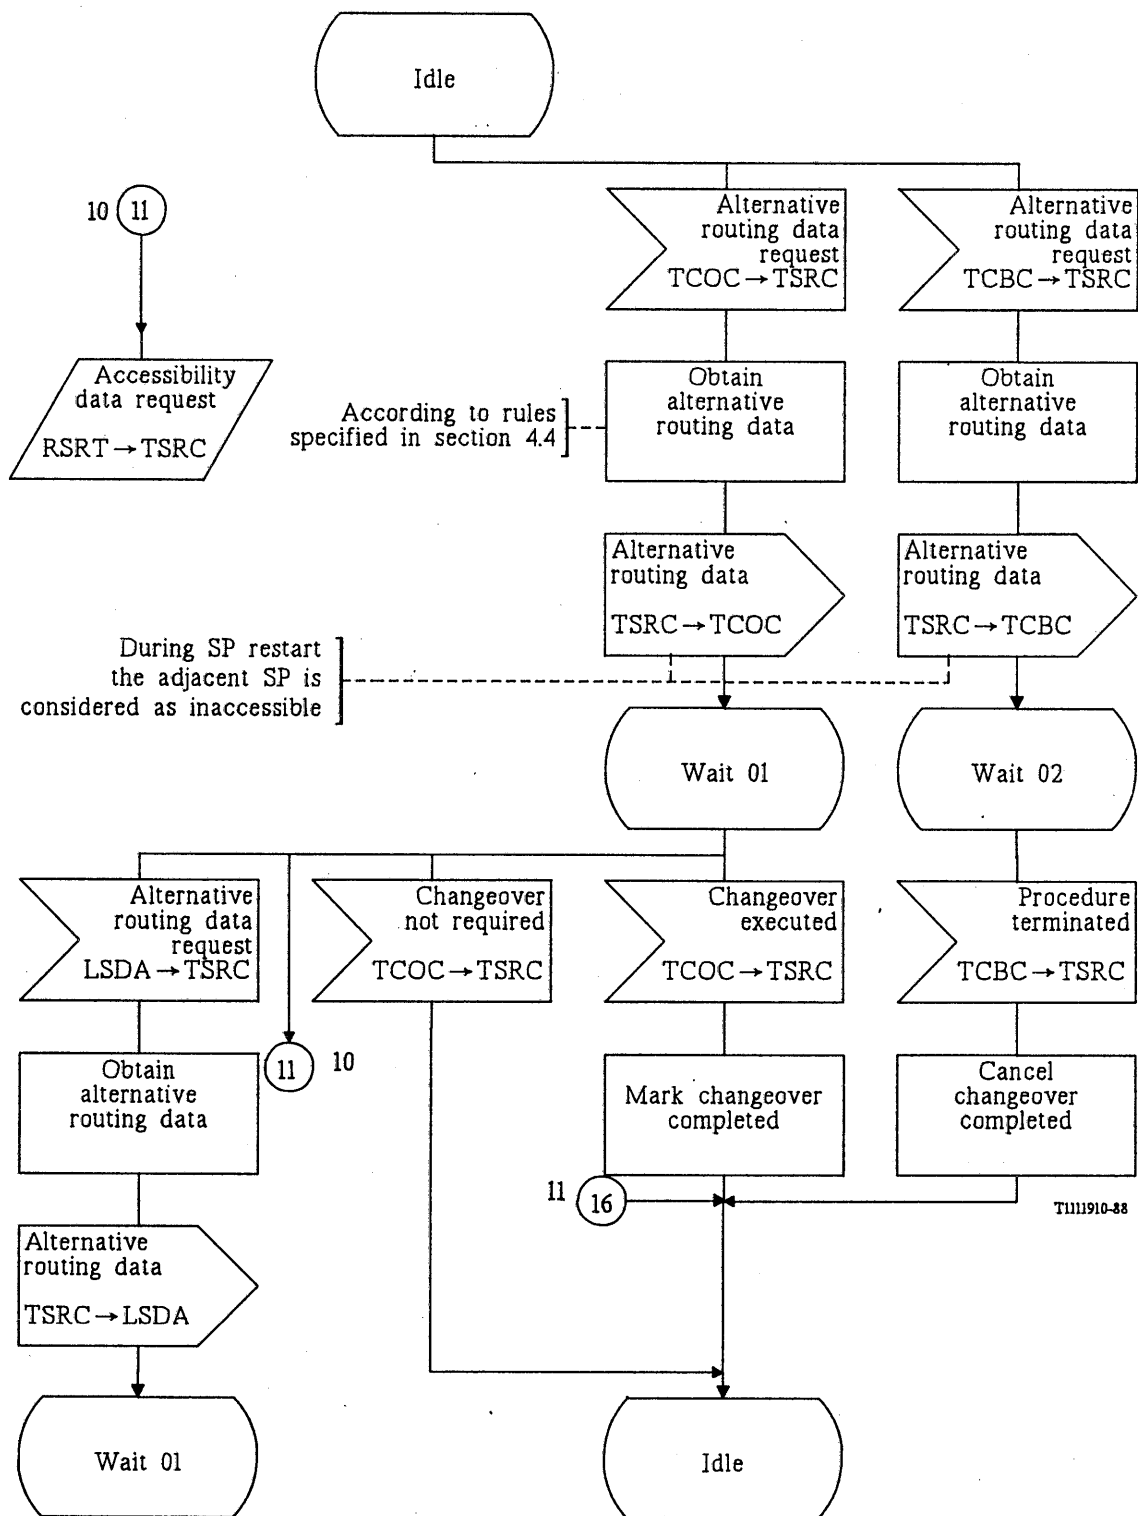 Idle
10
11
Alternative
routing data
request
TCOC → TSRC
Alternative
routing data
request
TCBC → TSRC
Accessibility
data request
RSRT → TSRC
According to rules
specified in section 4.4
Obtain
alternative
routing data
Obtain
alternative
routing data
Alternative
routing data
TSRC → TCOC
Alternative
routing data
TSRC → TCBC
During SP restart
the adjacent SP is
considered as inaccessible
Wait 01
Wait 02
Alternative
routing data
request
LSDA → TSRC
Changeover
not required
TCOC → TSRC
Changeover
executed
TCOC → TSRC
Procedure
terminated
TCBC → TSRC
Obtain
alternative
routing data
11
10
Mark changeover
completed
Cancel
changeover
completed
11
16
T1111910-88
Alternative
routing data
TSRC → LSDA
Wait 01
Idle